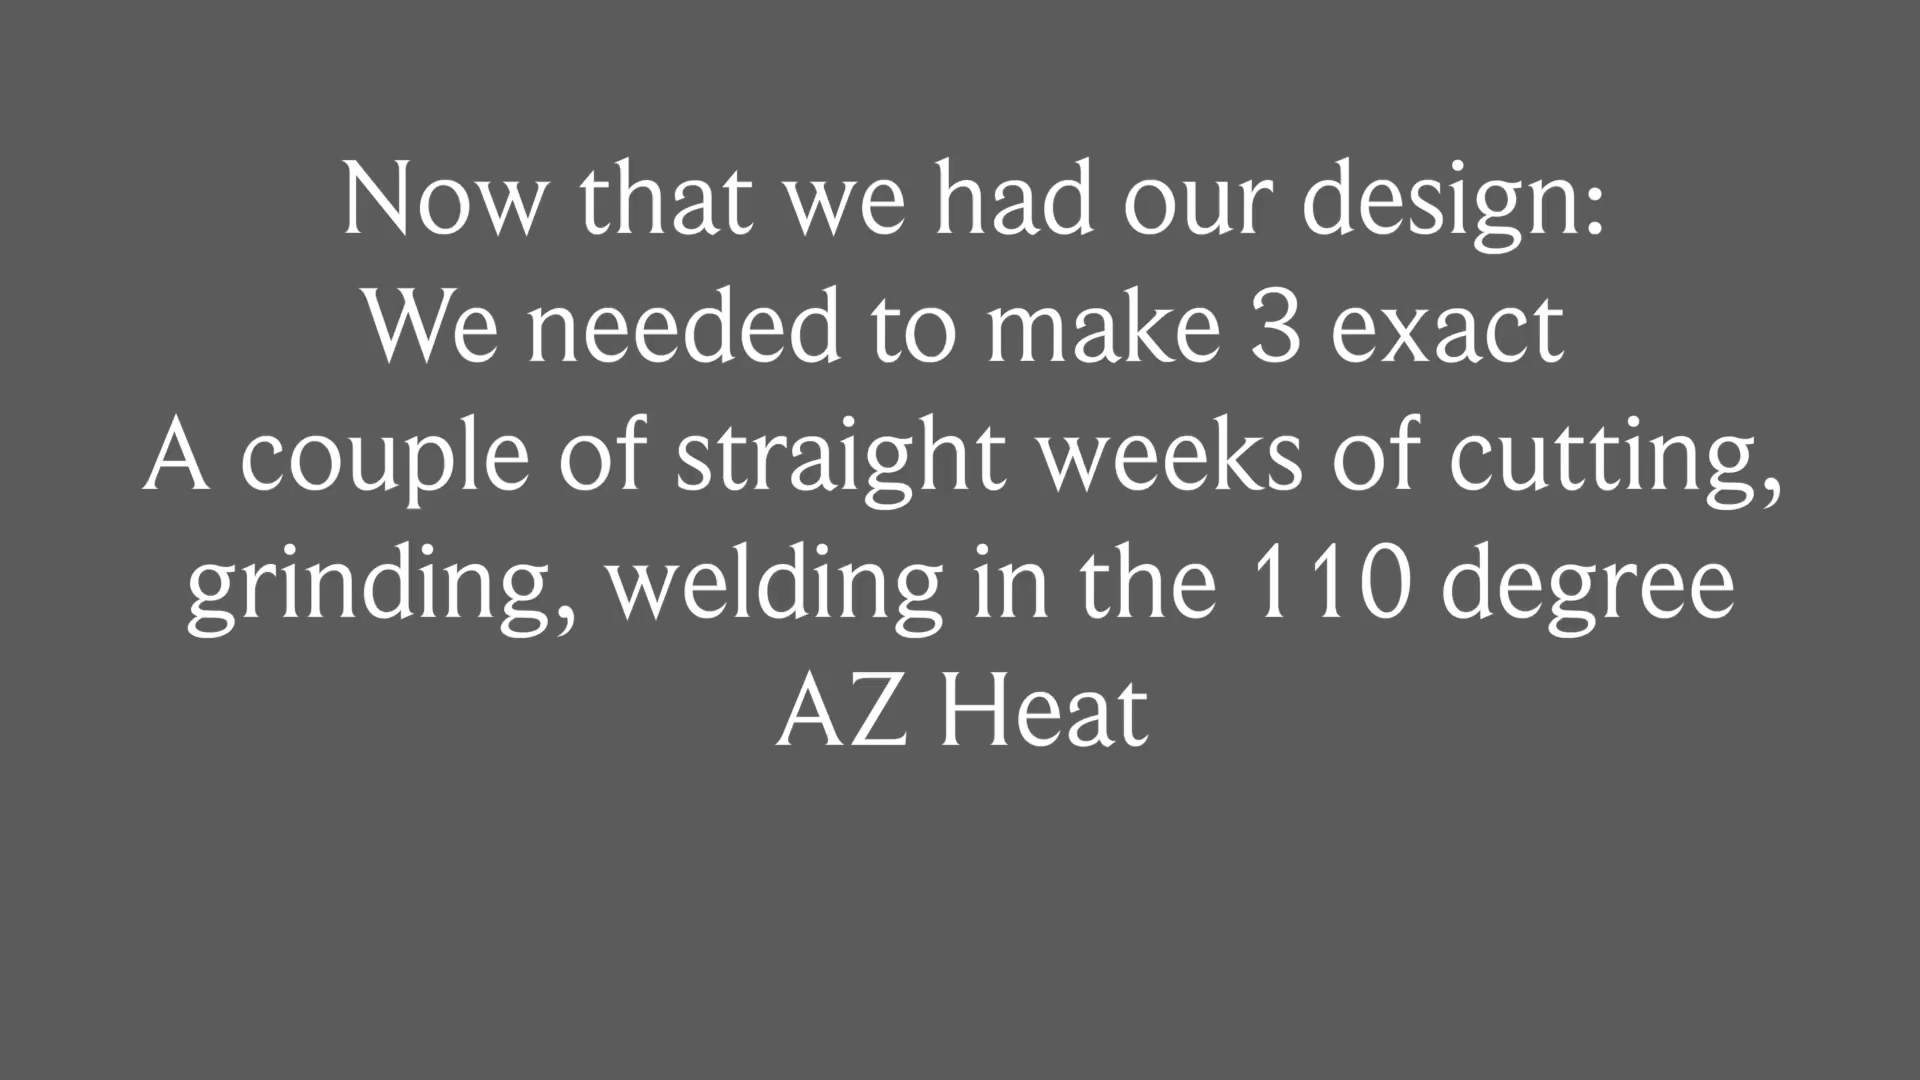 Now that we had our design:
We needed to make 3 exact
A couple of straight weeks of cutting,
grinding, welding in the 110 degree
AZ Heat